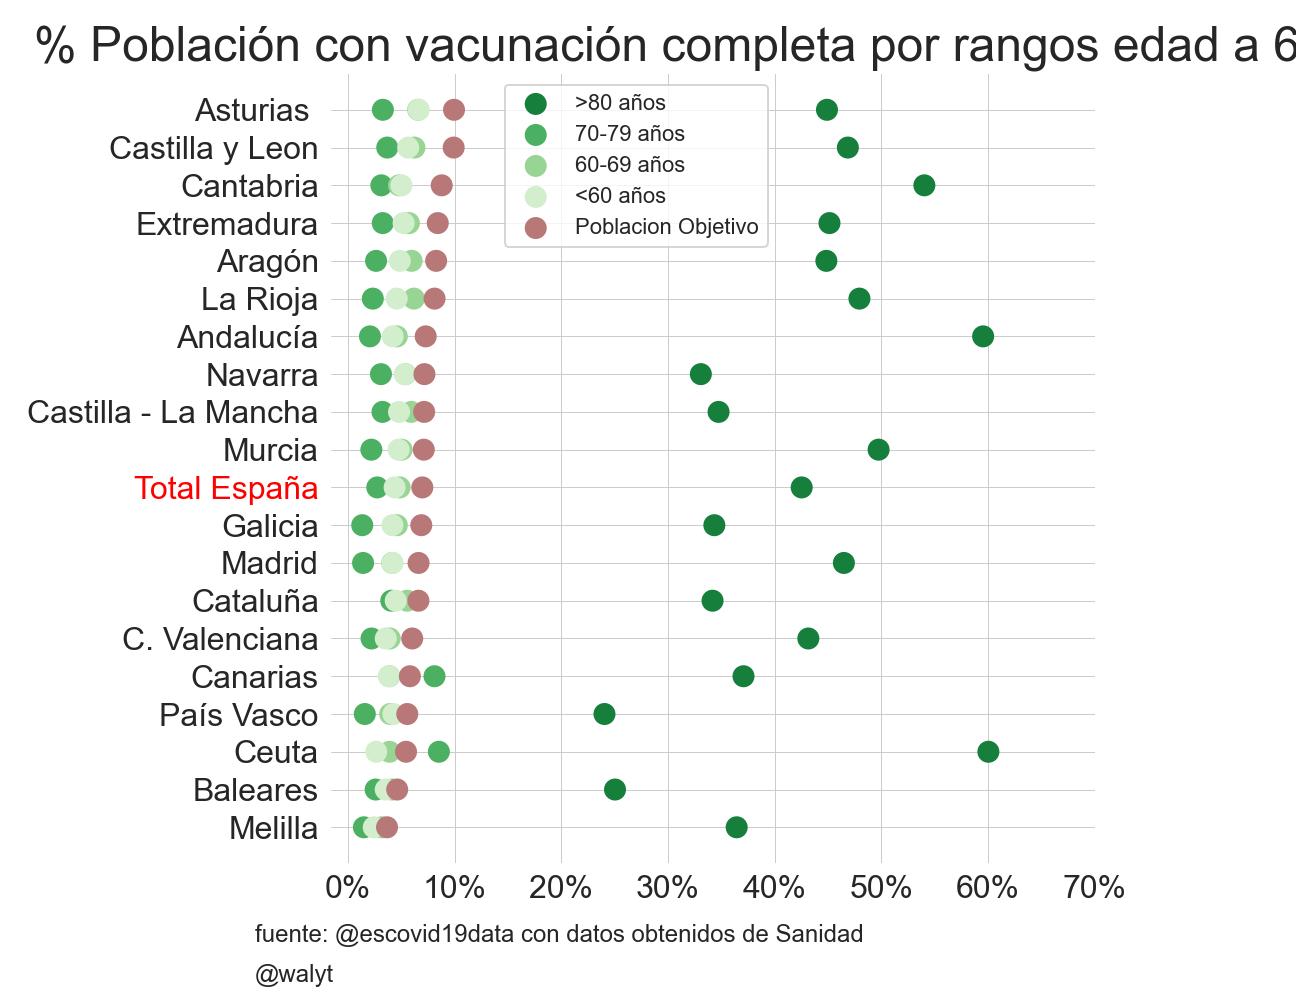 % Población con vacunación completa por rangos edad a 6
>80 años
70-79 años
60-69 años
<60 años
Poblacion Objetivo
Asturias
Castilla y Leon
Cantabria
Extremadura
Aragón
La Rioja
Andalucía
Navarra
Castilla - La Mancha
Murcia
Total España
Galicia
Madrid
Cataluña
C. Valenciana
Canarias
País Vasco
Ceuta
Baleares
Melilla
0% 10% 20% 30% 40% 50% 60% 70%
fuente: @escovid19data con datos obtenidos de Sanidad
@walyt